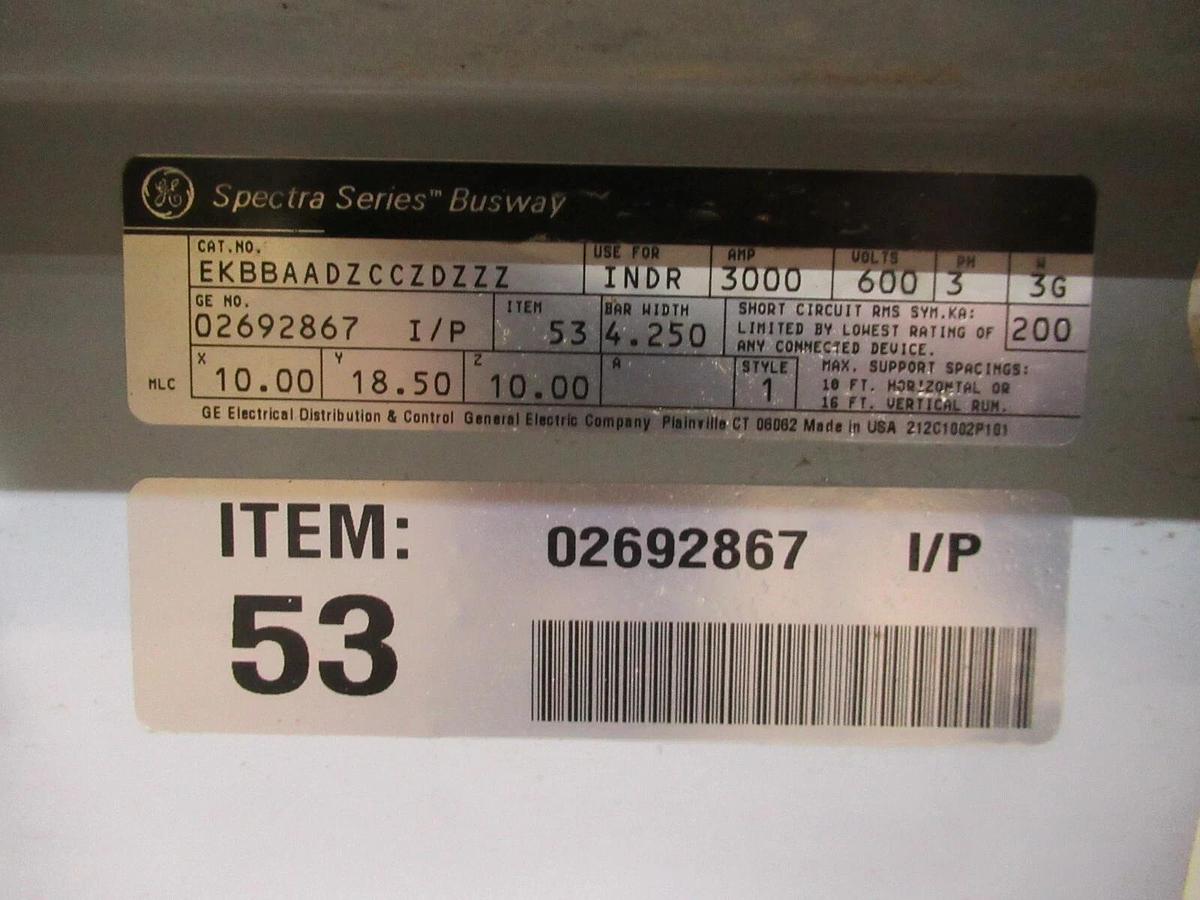 GE Spectra Series™ Busway
CAT.NO. USE FOR AMP VOLTS PH W
EKBBAADZCCZDZZZ INDR 3000 600 3 3G
GE NO. ITEM BAR WIDTH SHORT CIRCUIT RMS SYM.KA:
02692867 I/P 53 4.250 LIMITED BY LOWEST RATING OF 200
ANY CONNECTED DEVICE.
X Y Z A STYLE MAX. SUPPORT SPACINGS:
MLC 10.00 18.50 10.00 1 10 FT. HORIZONTAL OR
16 FT. VERTICAL RUN.
GE Electrical Distribution & Control General Electric Company Plainville CT 06062 Made in USA 212C1002P101
ITEM: 02692867 I/P
53